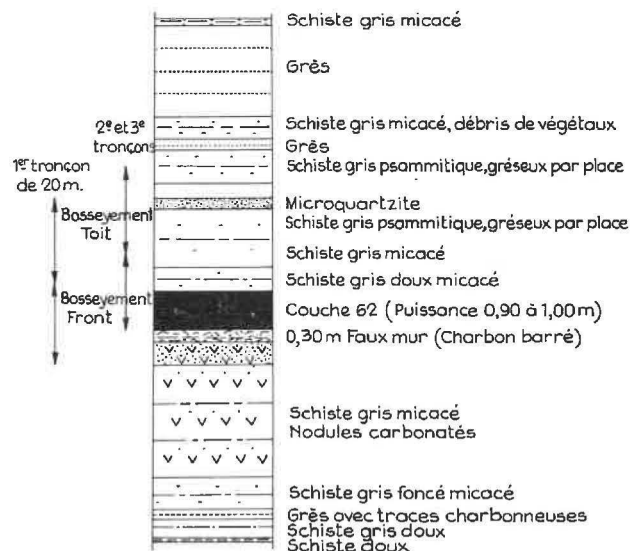 Schiste gris micacé
Grès
2e et 3e
tronçons
Schiste gris micacé, débris de végétaux
Grès
Schiste gris psammitique, gréseux par place
1er tronçon
de 20 m.
Microquartzite
Bosseyement
Toit
Schiste gris psammitique, gréseux par place
Schiste gris micacé
Schiste gris doux micacé
Bosseyement
Front
Couche 62 (Puissance 0,90 à 1,00 m)
0,30 m Faux mur (Charbon barré)
Schiste gris micacé
Nodules carbonatés
Schiste gris foncé micacé
Grès avec traces charbonneuses
Schiste gris doux
Schiste doux